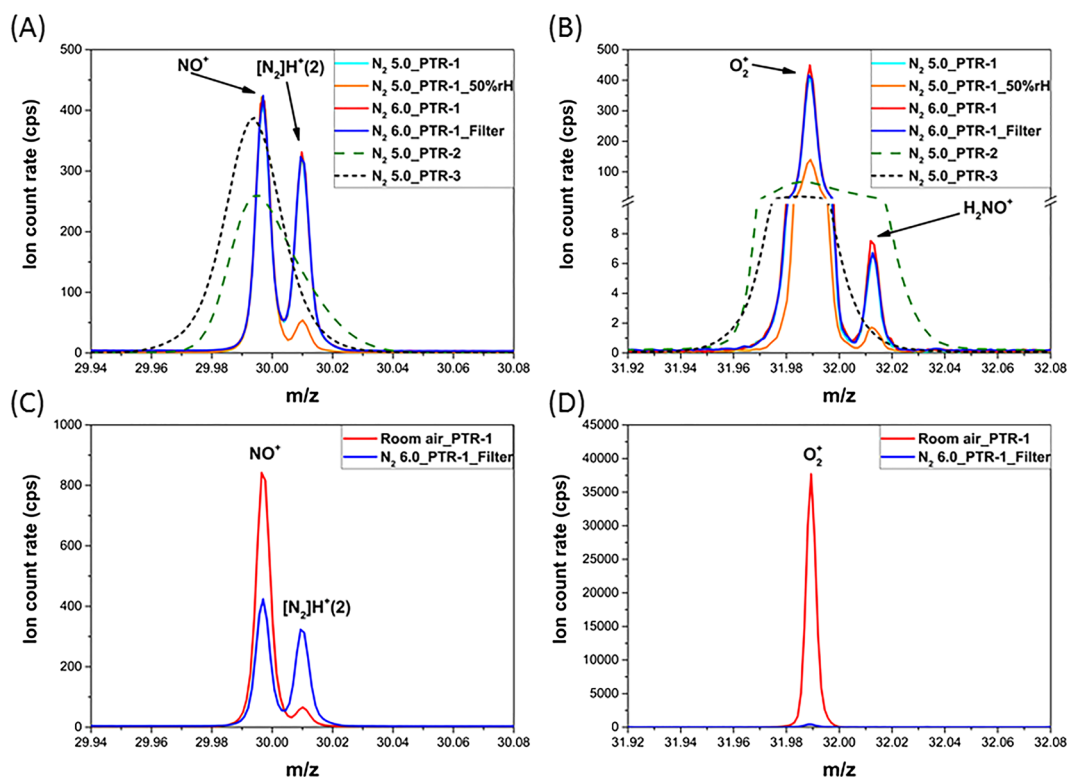 (A)
500
400
300
200
100
0
Ion count rate (cps)
NO⁺
[N₂]H⁺(2)
N₂ 5.0_PTR-1
N₂ 5.0_PTR-1_50%rH
N₂ 6.0_PTR-1
N₂ 6.0_PTR-1_Filter
N₂ 5.0_PTR-2
N₂ 5.0_PTR-3
29.94 29.96 29.98 30.00 30.02 30.04 30.06 30.08
m/z
(B)
500
400
300
200
100
8
6
4
2
0
Ion count rate (cps)
O₂⁺
H₂NO⁺
N₂ 5.0_PTR-1
N₂ 5.0_PTR-1_50%rH
N₂ 6.0_PTR-1
N₂ 6.0_PTR-1_Filter
N₂ 5.0_PTR-2
N₂ 5.0_PTR-3
31.92 31.94 31.96 31.98 32.00 32.02 32.04 32.06 32.08
m/z
(C)
1000
800
600
400
200
0
Ion count rate (cps)
NO⁺
[N₂]H⁺(2)
Room air_PTR-1
N₂ 6.0_PTR-1_Filter
29.94 29.96 29.98 30.00 30.02 30.04 30.06 30.08
m/z
(D)
45000
40000
35000
30000
25000
20000
15000
10000
5000
0
Ion count rate (cps)
O₂⁺
Room air_PTR-1
N₂ 6.0_PTR-1_Filter
31.92 31.94 31.96 31.98 32.00 32.02 32.04 32.06 32.08
m/z